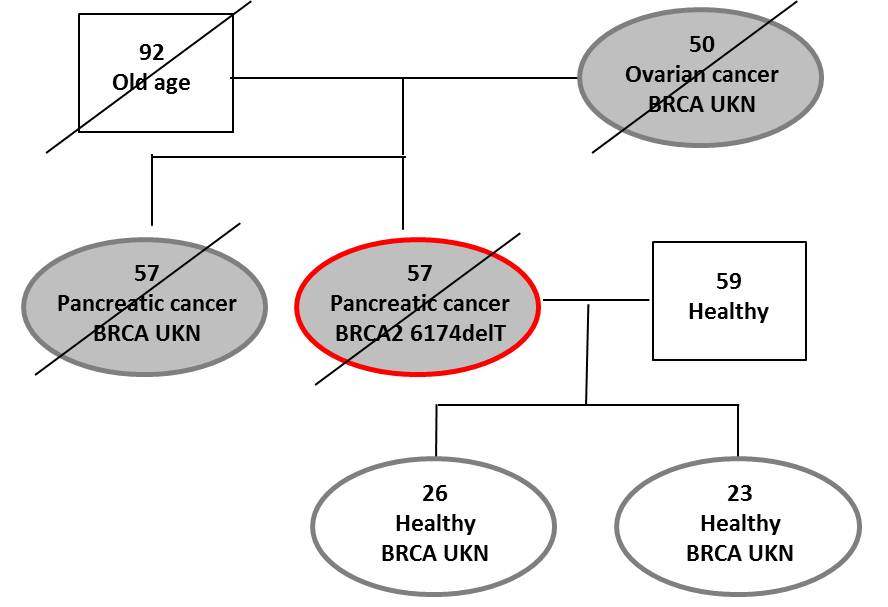 92
Old age
50
Ovarian cancer
BRCA UKN
57
Pancreatic cancer
BRCA UKN
57
Pancreatic cancer
BRCA2 6174delT
59
Healthy
26
Healthy
BRCA UKN
23
Healthy
BRCA UKN